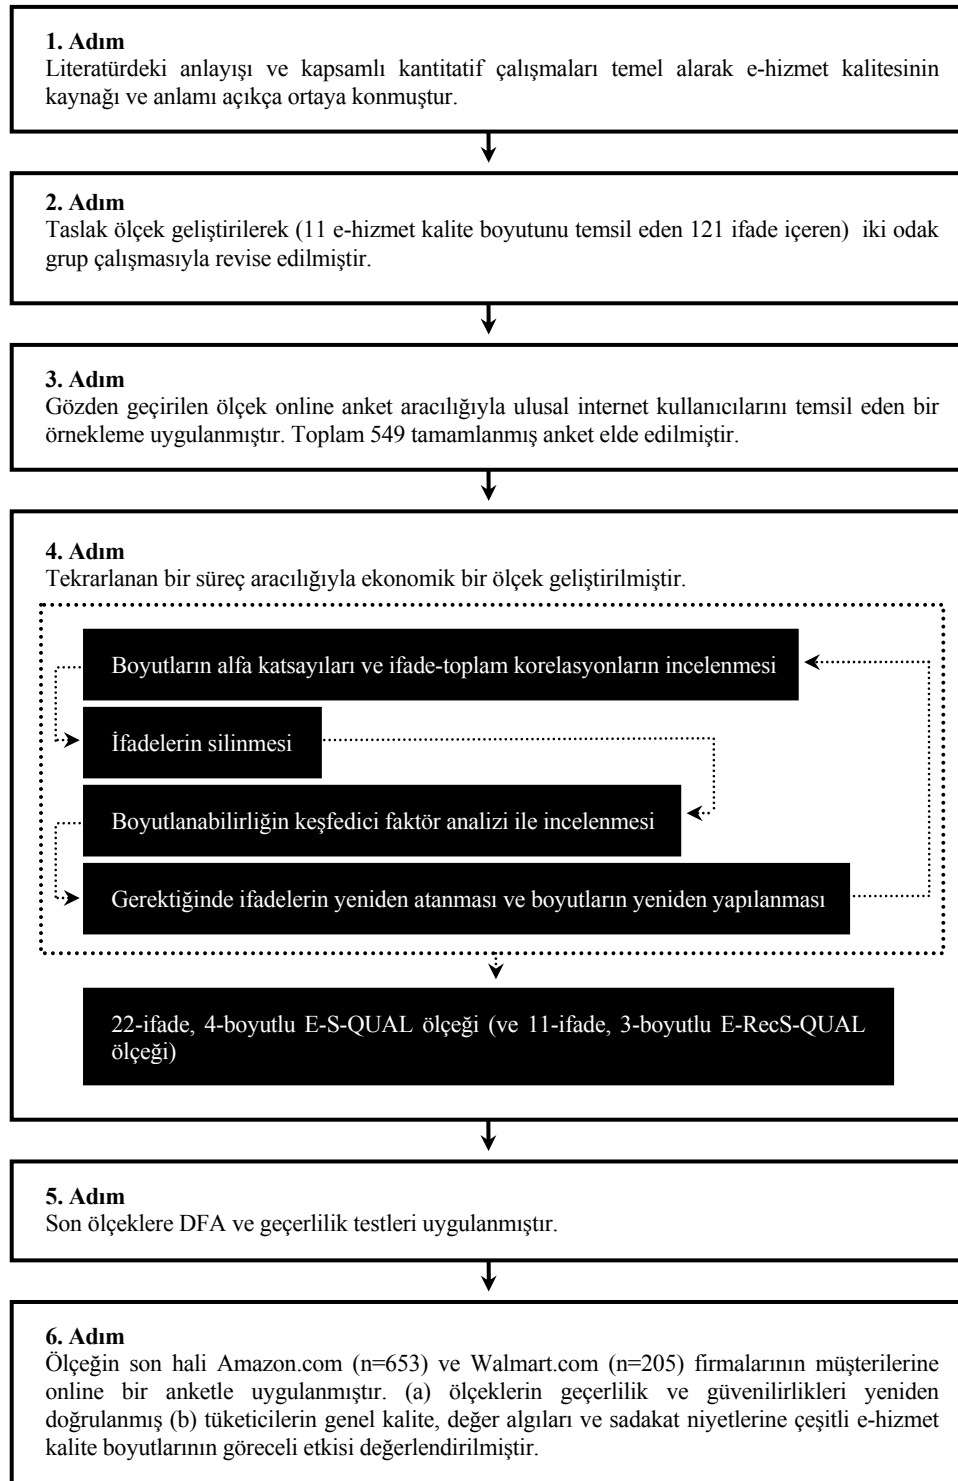 1. Adım
Literatürdeki anlayışı ve kapsamlı kantitatif çalışmaları temel alarak e-hizmet kalitesinin
kaynağı ve anlamı açıkça ortaya konmuştur.
2. Adım
Taslak ölçek geliştirilerek (11 e-hizmet kalite boyutunu temsil eden 121 ifade içeren) iki odak
grup çalışmasıyla revise edilmiştir.
3. Adım
Gözden geçirilen ölçek online anket aracılığıyla ulusal internet kullanıcılarını temsil eden bir
örnekleme uygulanmıştır. Toplam 549 tamamlanmış anket elde edilmiştir.
4. Adım
Tekrarlanan bir süreç aracılığıyla ekonomik bir ölçek geliştirilmiştir.
Boyutların alfa katsayıları ve ifade-toplam korelasyonların incelenmesi
İfadelerin silinmesi
Boyutlanabilirliğin keşfedici faktör analizi ile incelenmesi
Gerektiğinde ifadelerin yeniden atanması ve boyutların yeniden yapılanması
22-ifade, 4-boyutlu E-S-QUAL ölçeği (ve 11-ifade, 3-boyutlu E-RecS-QUAL
ölçeği)
5. Adım
Son ölçeklere DFA ve geçerlilik testleri uygulanmıştır.
6. Adım
Ölçeğin son hali Amazon.com (n=653) ve Walmart.com (n=205) firmalarının müşterilerine
online bir anketle uygulanmıştır. (a) ölçeklerin geçerlilik ve güvenilirlikleri yeniden
doğrulanmış (b) tüketicilerin genel kalite, değer algıları ve sadakat niyetlerine çeşitli e-hizmet
kalite boyutlarının göreceli etkisi değerlendirilmiştir.